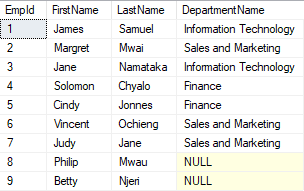 EmpId FirstName LastName DepartmentName
1 James Samuel Information Technology
2 Margret Mwai Sales and Marketing
3 Jane Namataka Information Technology
4 Solomon Chyalo Finance
5 Cindy Jonnes Finance
6 Vincent Ochieng Sales and Marketing
7 Judy Jane Sales and Marketing
8 Philip Mwau NULL
9 Betty Njeri NULL